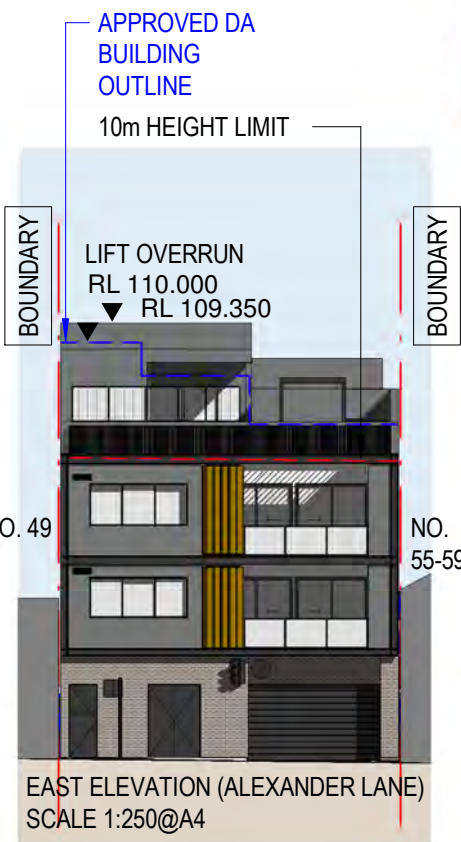 APPROVED DA
BUILDING
OUTLINE
10m HEIGHT LIMIT
BOUNDARY
BOUNDARY
LIFT OVERRUN
RL 110.000
RL 109.350
O. 49
NO.
55-59
EAST ELEVATION (ALEXANDER LANE)
SCALE 1:250@A4